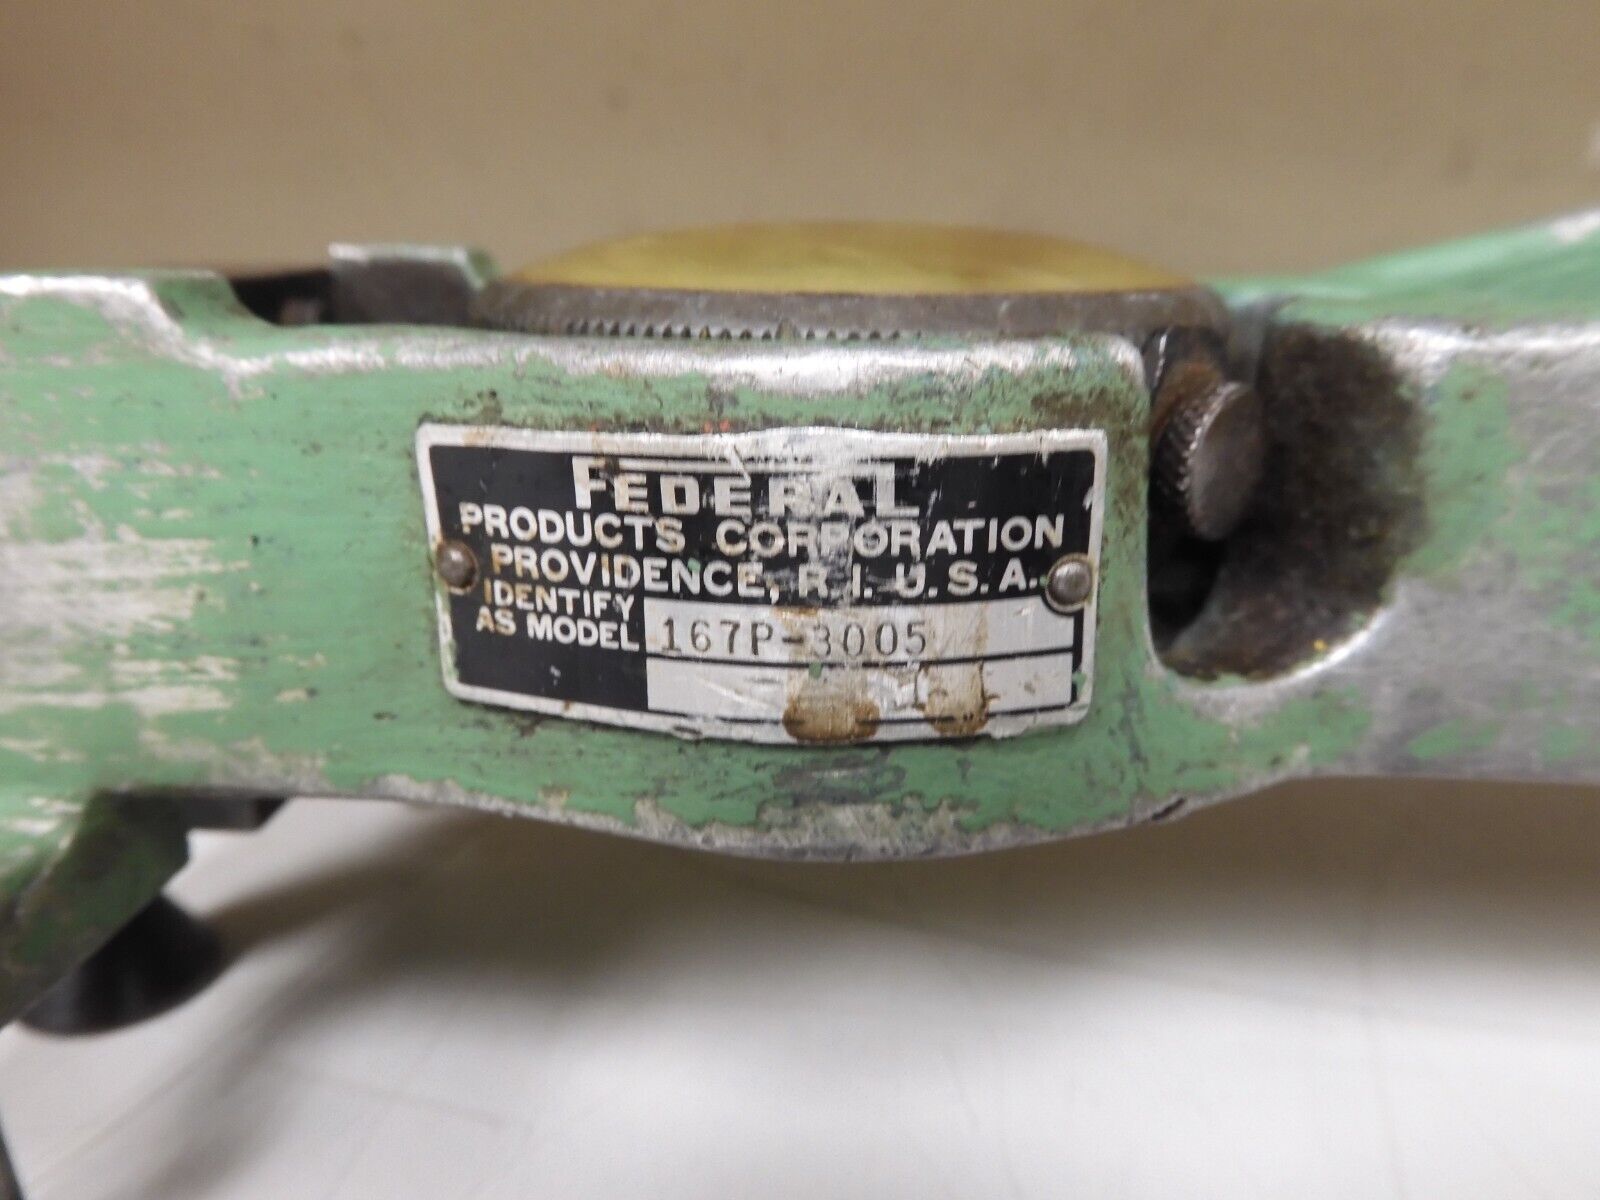 FEDERAL
PRODUCTS CORPORATION
PROVIDENCE, R.I. U.S.A.
IDENTIFY
AS MODEL 167P-3005